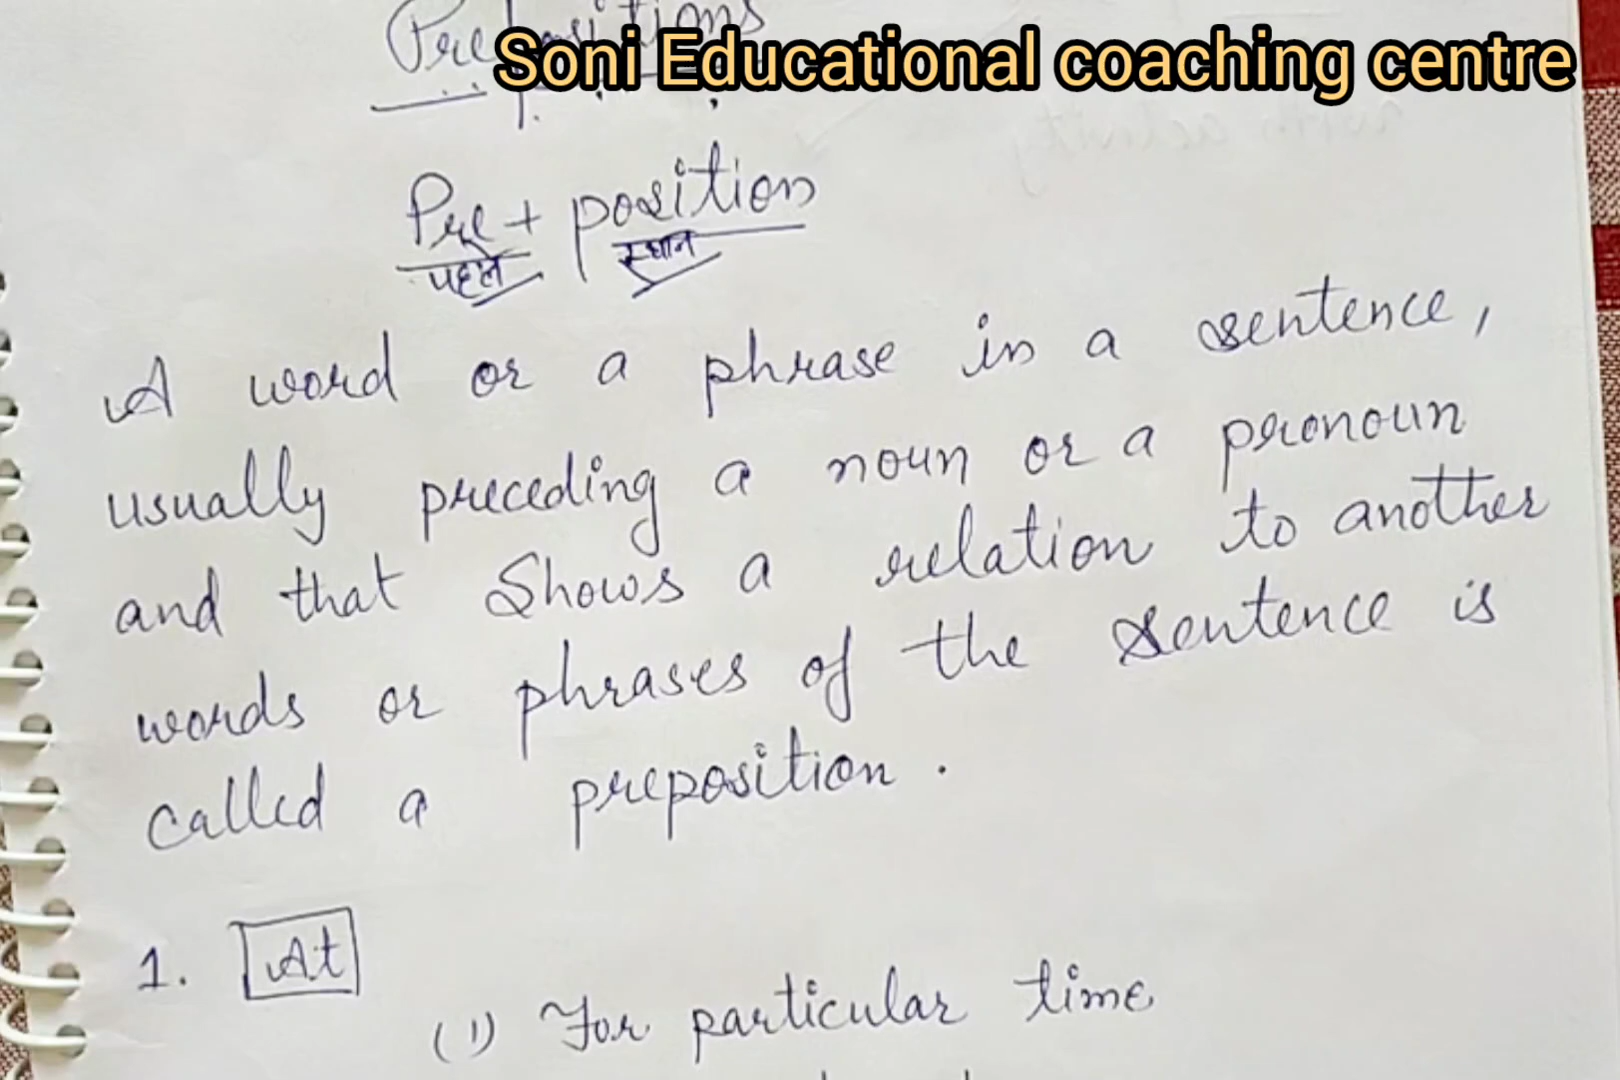 Prepositions
Soni Educational coaching centre
Pre + position
पहले स्थान
A word or a phrase in a sentence,
usually preceding a noun or a pronoun
and that Shows a relation to another
words or phrases of the sentence is
called a preposition.
1. At
(1) For particular time